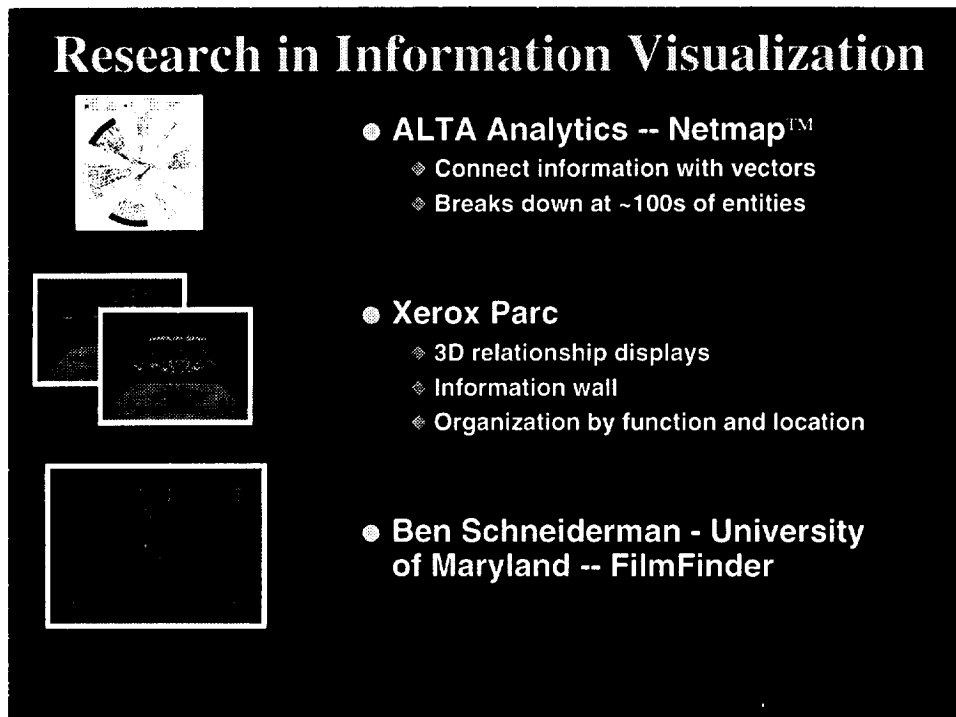 Research in Information Visualization
● ALTA Analytics -- Netmap™
Connect information with vectors
Breaks down at ~100s of entities
● Xerox Parc
3D relationship displays
Information wall
Organization by function and location
● Ben Schneiderman - University
of Maryland -- FilmFinder